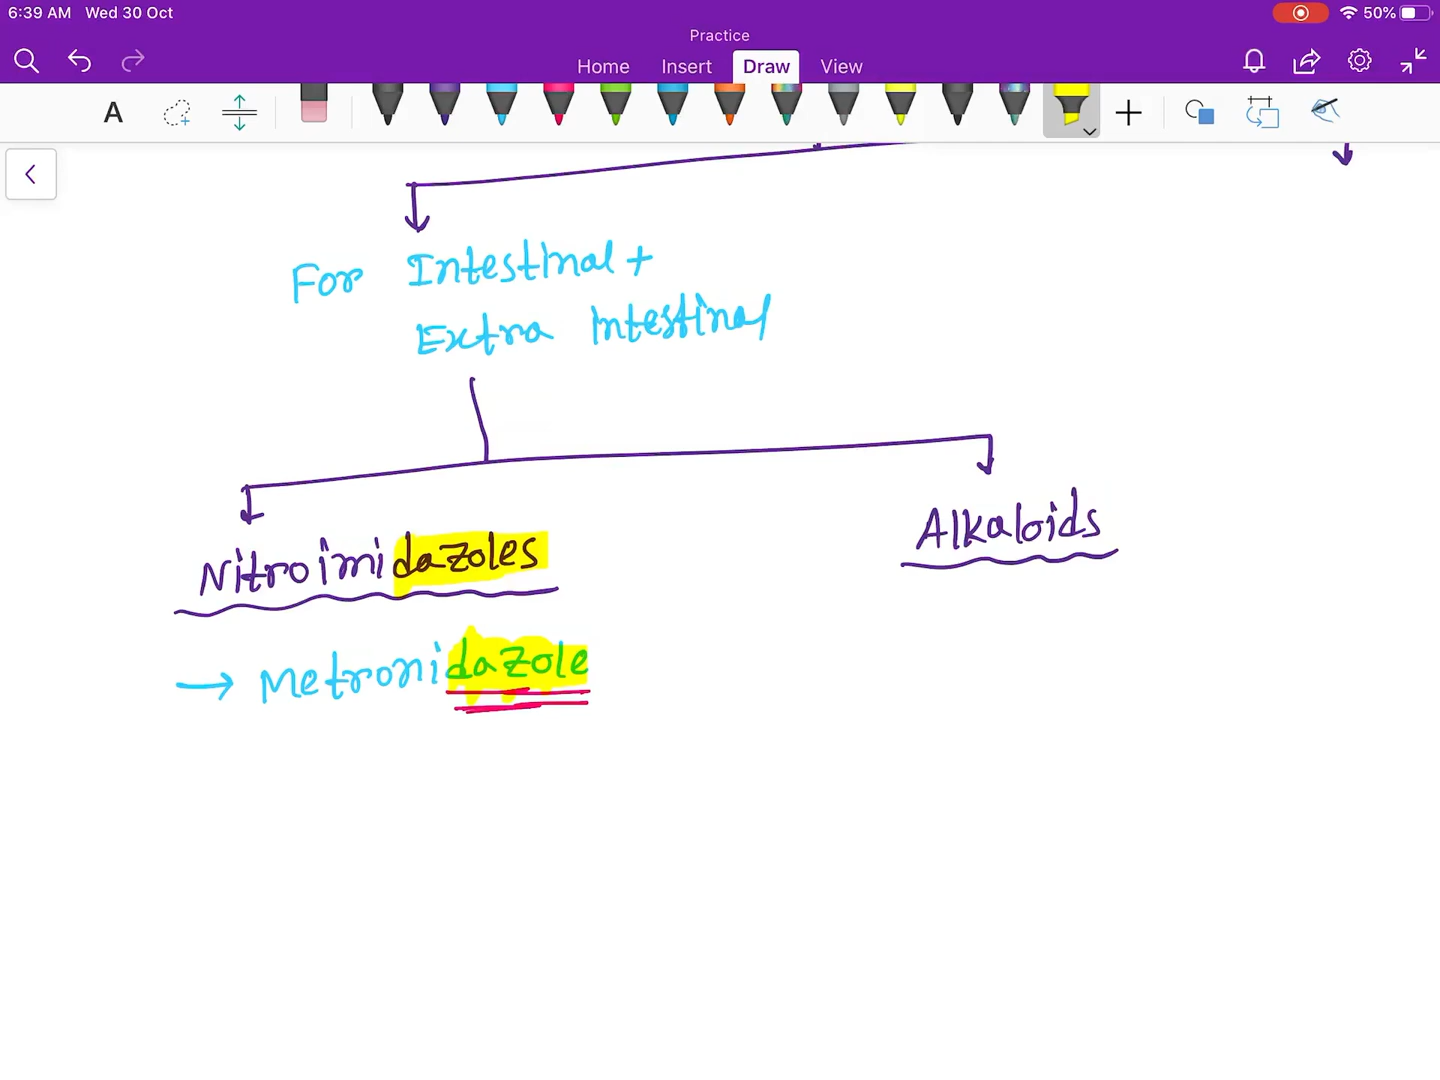 6:39 AM Wed 30 Oct
50%
Practice
Home Insert Draw View
A
For Intestinal +
Extra Intestinal
Nitroimidazoles
Alkaloids
→ Metronidazole